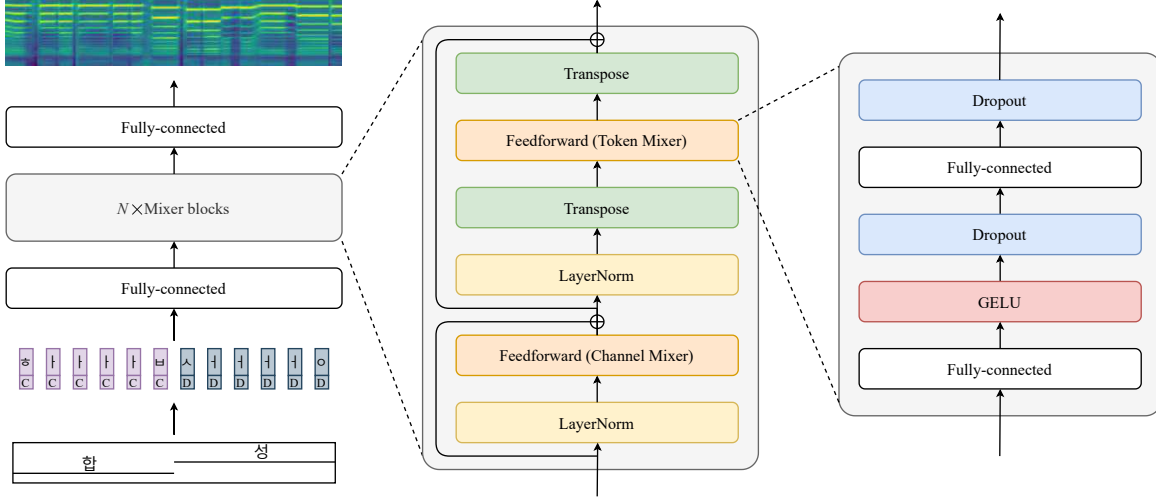 Fully-connected
N×Mixer blocks
Fully-connected
ㅎ ㅏ ㅏ ㅏ ㅏ ㅂ ㅅ ㅓ ㅓ ㅓ ㅓ ㅇ
C C C C C C D D D D D D
성
합
Transpose
Feedforward (Token Mixer)
Transpose
LayerNorm
Feedforward (Channel Mixer)
LayerNorm
Dropout
Fully-connected
Dropout
GELU
Fully-connected